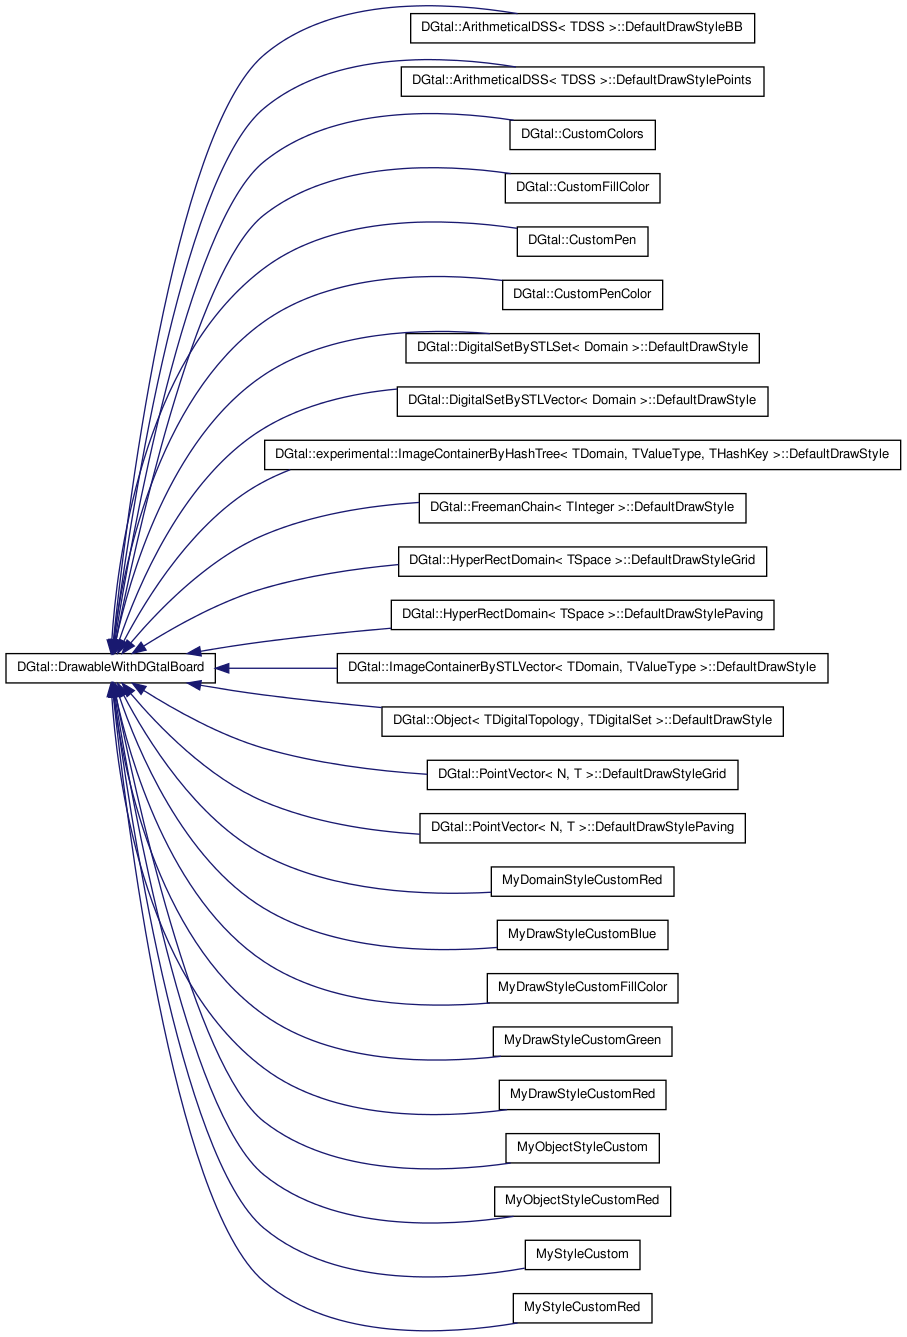 DGtal::ArithmeticalDSS< TDSS >::DefaultDrawStyleBB
DGtal::ArithmeticalDSS< TDSS >::DefaultDrawStylePoints
DGtal::CustomColors
DGtal::CustomFillColor
DGtal::CustomPen
DGtal::CustomPenColor
DGtal::DigitalSetBySTLSet< Domain >::DefaultDrawStyle
DGtal::DigitalSetBySTLVector< Domain >::DefaultDrawStyle
DGtal::experimental::ImageContainerByHashTree< TDomain, TValueType, THashKey >::DefaultDrawStyle
DGtal::FreemanChain< TInteger >::DefaultDrawStyle
DGtal::HyperRectDomain< TSpace >::DefaultDrawStyleGrid
DGtal::HyperRectDomain< TSpace >::DefaultDrawStylePaving
DGtal::DrawableWithDGtalBoard
DGtal::ImageContainerBySTLVector< TDomain, TValueType >::DefaultDrawStyle
DGtal::Object< TDigitalTopology, TDigitalSet >::DefaultDrawStyle
DGtal::PointVector< N, T >::DefaultDrawStyleGrid
DGtal::PointVector< N, T >::DefaultDrawStylePaving
MyDomainStyleCustomRed
MyDrawStyleCustomBlue
MyDrawStyleCustomFillColor
MyDrawStyleCustomGreen
MyDrawStyleCustomRed
MyObjectStyleCustom
MyObjectStyleCustomRed
MyStyleCustom
MyStyleCustomRed